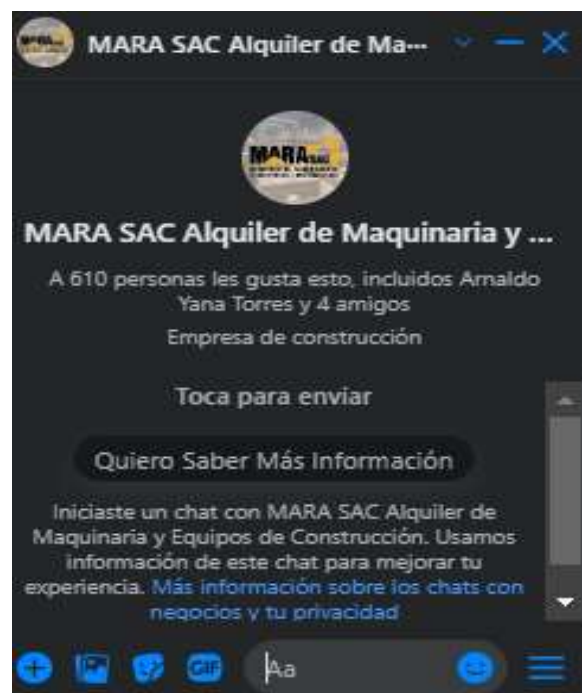 MARA SAC Alquiler de Ma...
MARA SAC
MARA SAC Alquiler de Maquinaria y ...
A 610 personas les gusta esto, incluidos Arnaldo
Yana Torres y 4 amigos
Empresa de construcción
Toca para enviar
Quiero Saber Más Información
Iniciaste un chat con MARA SAC Alquiler de
Maquinaria y Equipos de Construcción. Usamos
información de este chat para mejorar tu
experiencia. Más información sobre los chats con
negocios y tu privacidad
GIF
Aa